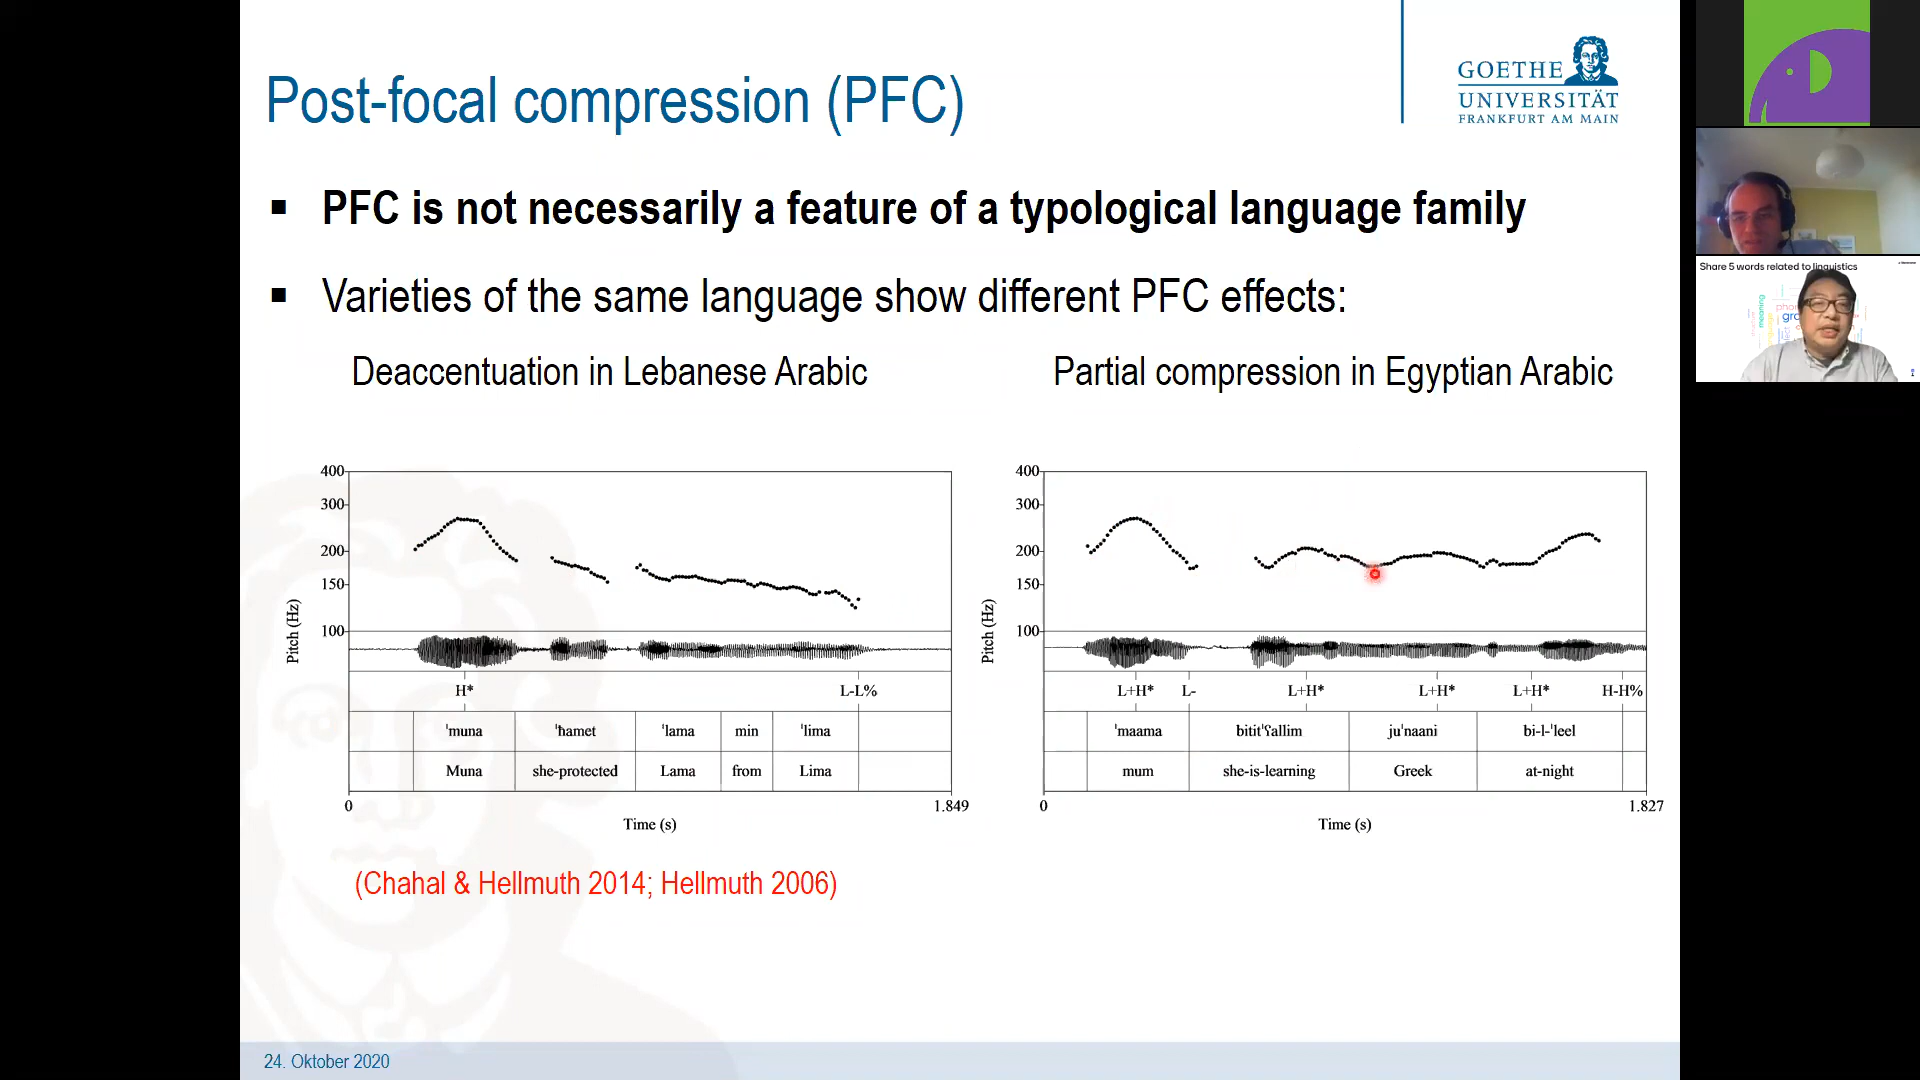 Post-focal compression (PFC)
GOETHE
UNIVERSITÄT
FRANKFURT AM MAIN
▪ PFC is not necessarily a feature of a typological language family
▪ Varieties of the same language show different PFC effects:
Deaccentuation in Lebanese Arabic
Partial compression in Egyptian Arabic
400
300
200
150
100
Pitch (Hz)
H* L-L%
ˈmuna ˈħamet ˈlama min ˈlima
Muna she-protected Lama from Lima
0 1.849
Time (s)
400
300
200
150
100
Pitch (Hz)
L+H* L- L+H* L+H* L+H* H-H%
ˈmaama bititˈʕallim juˈnaani bi-l-ˈleel
mum she-is-learning Greek at-night
0 1.827
Time (s)
(Chahal & Hellmuth 2014; Hellmuth 2006)
24. Oktober 2020
Share 5 words related to linguistics
meaning